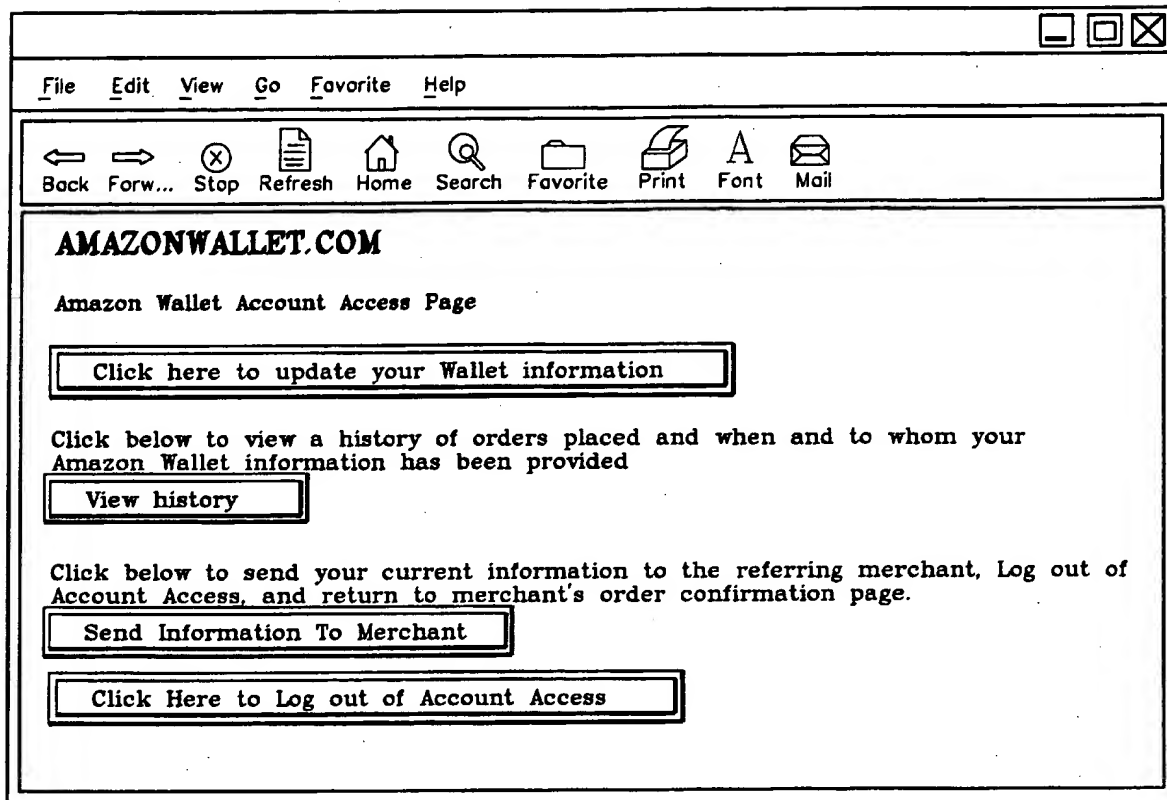 File Edit View Go Favorite Help
Back Forw... Stop Refresh Home Search Favorite Print Font Mail
AMAZONWALLET.COM
Amazon Wallet Account Access Page
Click here to update your Wallet information
Click below to view a history of orders placed and when and to whom your
Amazon Wallet information has been provided
View history
Click below to send your current information to the referring merchant, Log out of
Account Access, and return to merchant's order confirmation page.
Send Information To Merchant
Click Here to Log out of Account Access